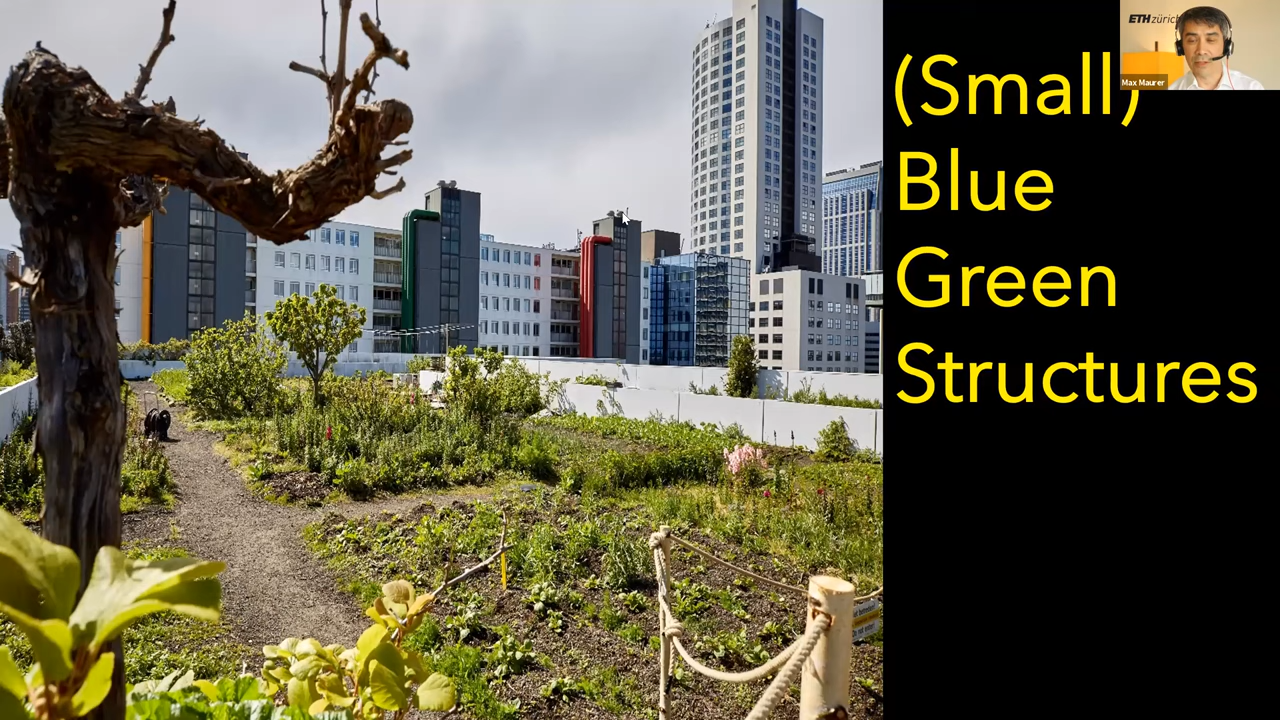 ETH zürich
Max Maurer
(Small)
Blue
Green
Structures